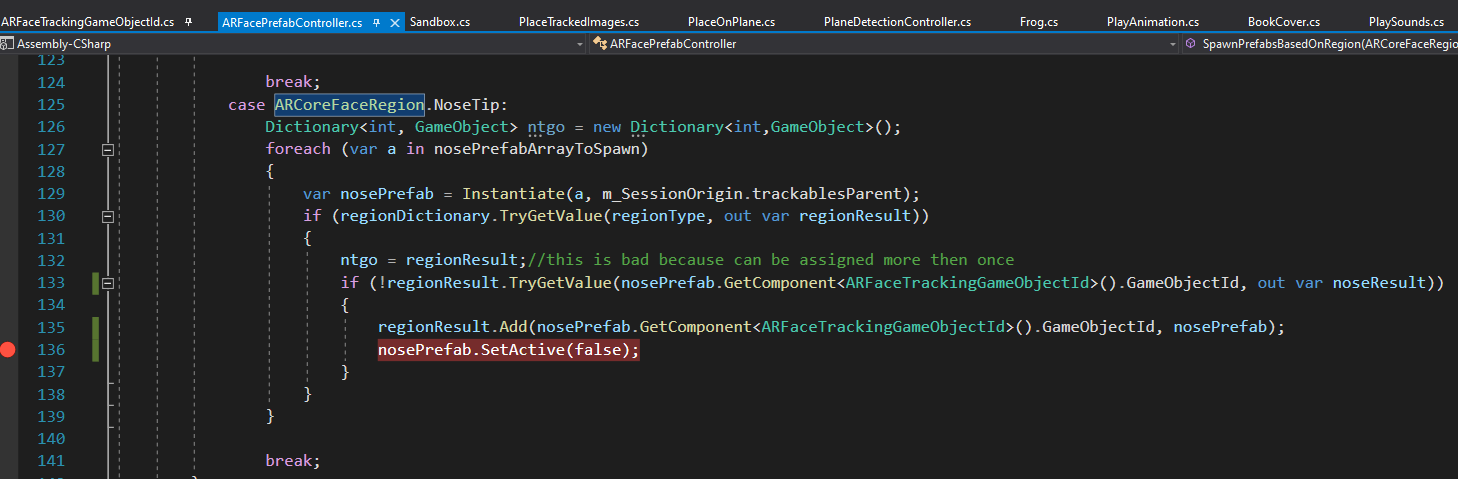 ARFaceTrackingGameObjectId.cs ARFacePrefabController.cs Sandbox.cs PlaceTrackedImages.cs PlaceOnPlane.cs PlaneDetectionController.cs Frog.cs PlayAnimation.cs BookCover.cs PlaySounds.cs
Assembly-CSharp ARFacePrefabController SpawnPrefabsBasedOnRegion(ARCoreFaceRegio
123
124 break;
125 case ARCoreFaceRegion.NoseTip:
126 Dictionary<int, GameObject> ntgo = new Dictionary<int,GameObject>();
127 foreach (var a in nosePrefabArrayToSpawn)
128 {
129 var nosePrefab = Instantiate(a, m_SessionOrigin.trackablesParent);
130 if (regionDictionary.TryGetValue(regionType, out var regionResult))
131 {
132 ntgo = regionResult;//this is bad because can be assigned more then once
133 if (!regionResult.TryGetValue(nosePrefab.GetComponent<ARFaceTrackingGameObjectId>().GameObjectId, out var noseResult))
134 {
135 regionResult.Add(nosePrefab.GetComponent<ARFaceTrackingGameObjectId>().GameObjectId, nosePrefab);
136 nosePrefab.SetActive(false);
137 }
138 }
139 }
140
141 break;